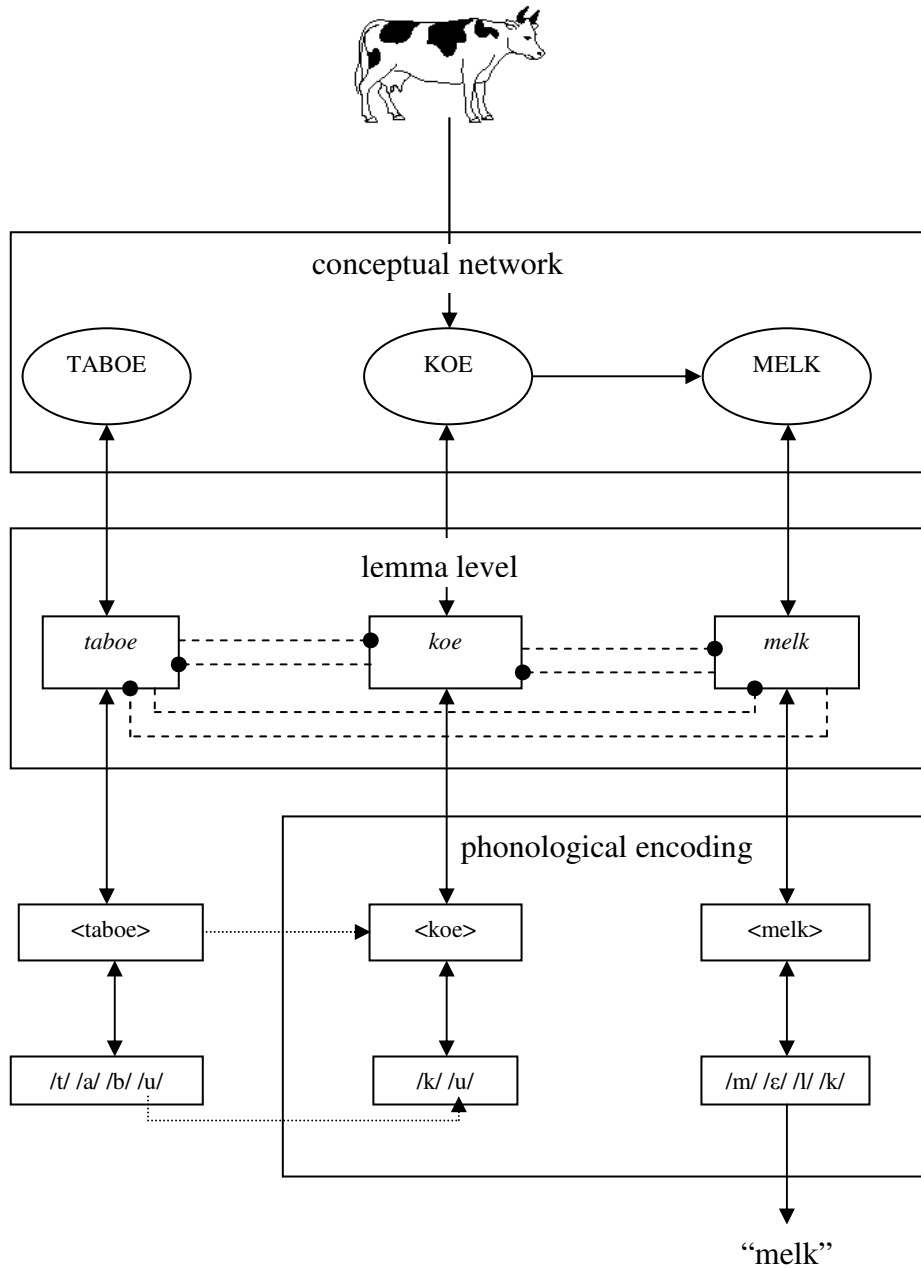 conceptual network
TABOE KOE MELK
lemma level
taboe koe melk
phonological encoding
<taboe> <koe> <melk>
/t/ /a/ /b/ /u/ /k/ /u/ /m/ /ε/ /l/ /k/
“melk”